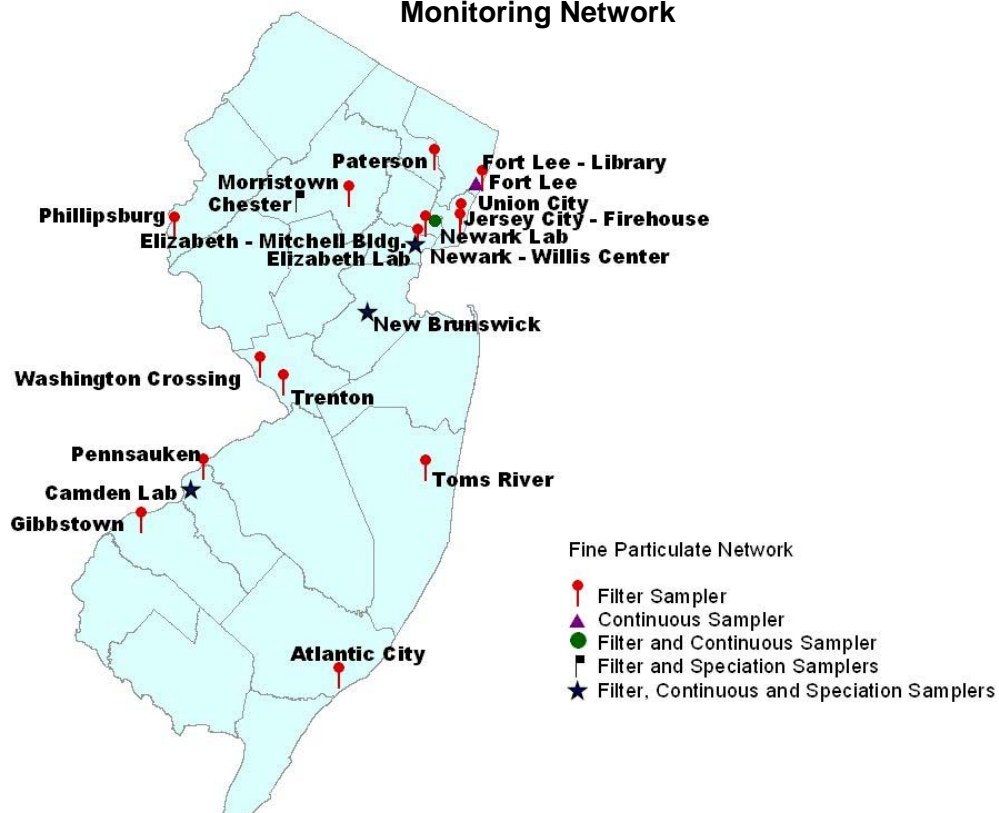 Monitoring Network
Paterson
Fort Lee - Library
Morristown
Fort Lee
Chester
Union City
Phillipsburg
Jersey City - Firehouse
Elizabeth - Mitchell Bldg.
Newark Lab
Elizabeth Lab
Newark - Willis Center
New Brunswick
Washington Crossing
Trenton
Pennsauken
Toms River
Camden Lab
Gibbstown
Atlantic City
Fine Particulate Network
Filter Sampler
Continuous Sampler
Filter and Continuous Sampler
Filter and Speciation Samplers
Filter, Continuous and Speciation Samplers